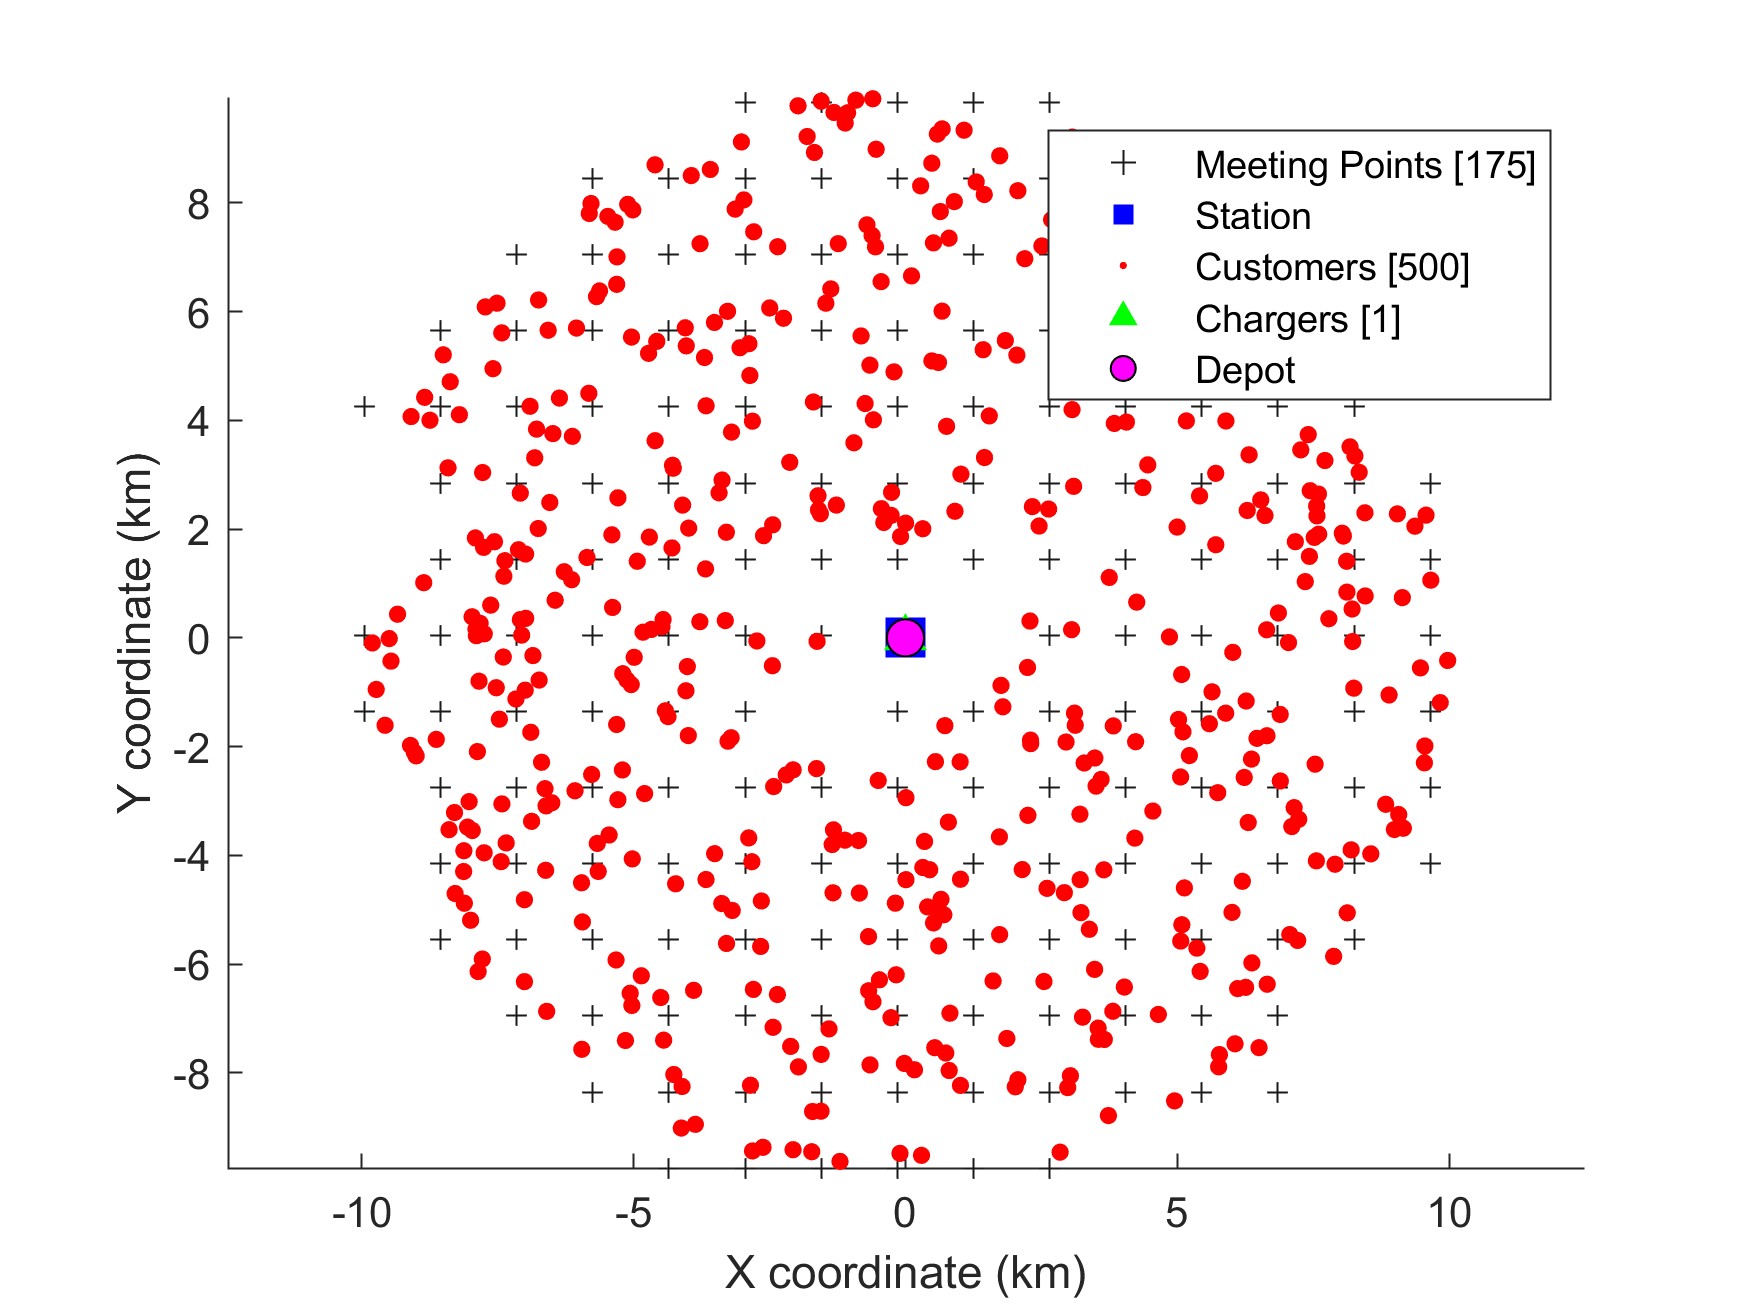 Meeting Points [175]
Station
Customers [500]
Chargers [1]
Depot
8
6
4
2
0
-2
-4
-6
-8
Y coordinate (km)
-10
-5
0
5
10
X coordinate (km)